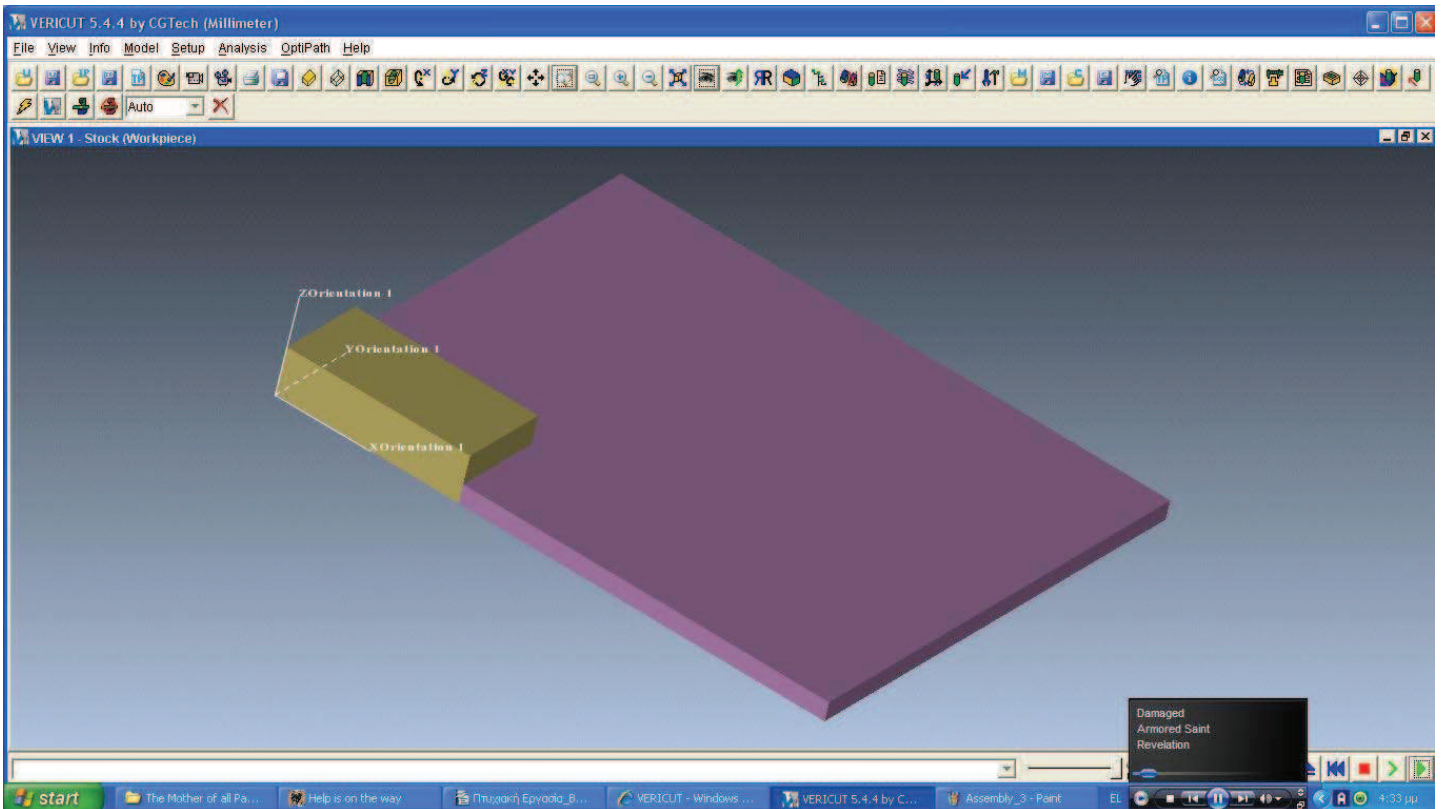 VERICUT 5.4.4 by CGTech (Millimeter)
File View Info Model Setup Analysis OptiPath Help
Auto
VIEW 1 - Stock (Workpiece)
ZOrientation 1
YOrientation 1
XOrientation 1
Damaged
Armored Saint
Revelation
start The Mother of all Pa... Help is on the way Πτυχιακή Εργασία_B... VERICUT - Windows ... VERICUT 5.4.4 by C... Assembly_3 - Paint EL 4:33 μμ